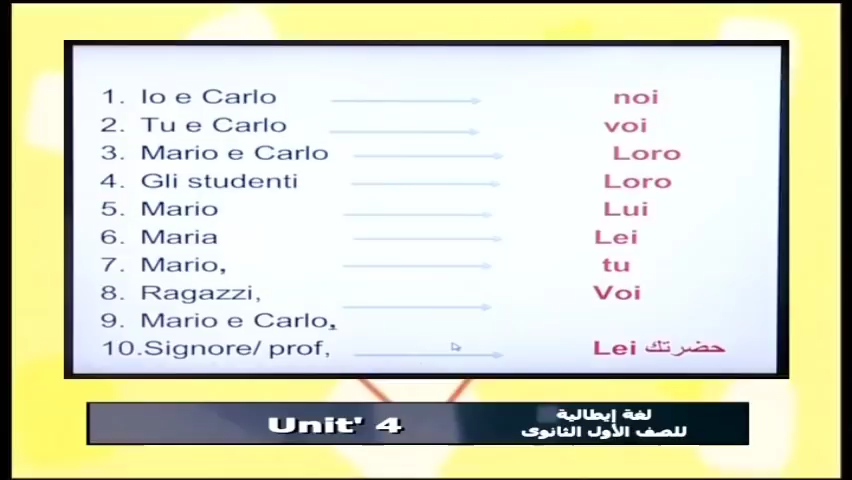 1. Io e Carlo noi
2. Tu e Carlo voi
3. Mario e Carlo Loro
4. Gli studenti Loro
5. Mario Lui
6. Maria Lei
7. Mario, tu
8. Ragazzi, Voi
9. Mario e Carlo,
10.Signore/ prof, Lei حضرتك
Unit' 4
لغة إيطالية
للصف الأول الثانوى